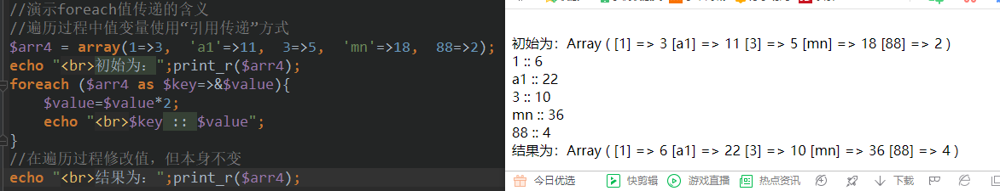 //演示foreach值传递的含义
//遍历过程中值变量使用“引用传递”方式
$arr4 = array(1=>3, 'a1'=>11, 3=>5, 'mn'=>18, 88=>2);
echo "<br>初始为: ";print_r($arr4);
foreach ($arr4 as $key=>&$value){
    $value=$value*2;
    echo "<br>$key :: $value";
}
//在遍历过程修改值，但本身不变
echo "<br>结果为: ";print_r($arr4);
初始为: Array ( [1] => 3 [a1] => 11 [3] => 5 [mn] => 18 [88] => 2 )
1 :: 6
a1 :: 22
3 :: 10
mn :: 36
88 :: 4
结果为: Array ( [1] => 6 [a1] => 22 [3] => 10 [mn] => 36 [88] => 4 )
今日优选 快剪辑 游戏直播 热点资讯 下载